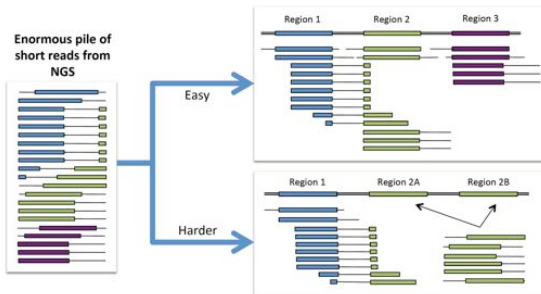 Enormous pile of
short reads from
NGS
Easy
Harder
Region 1 Region 2 Region 3
Region 1 Region 2A Region 2B